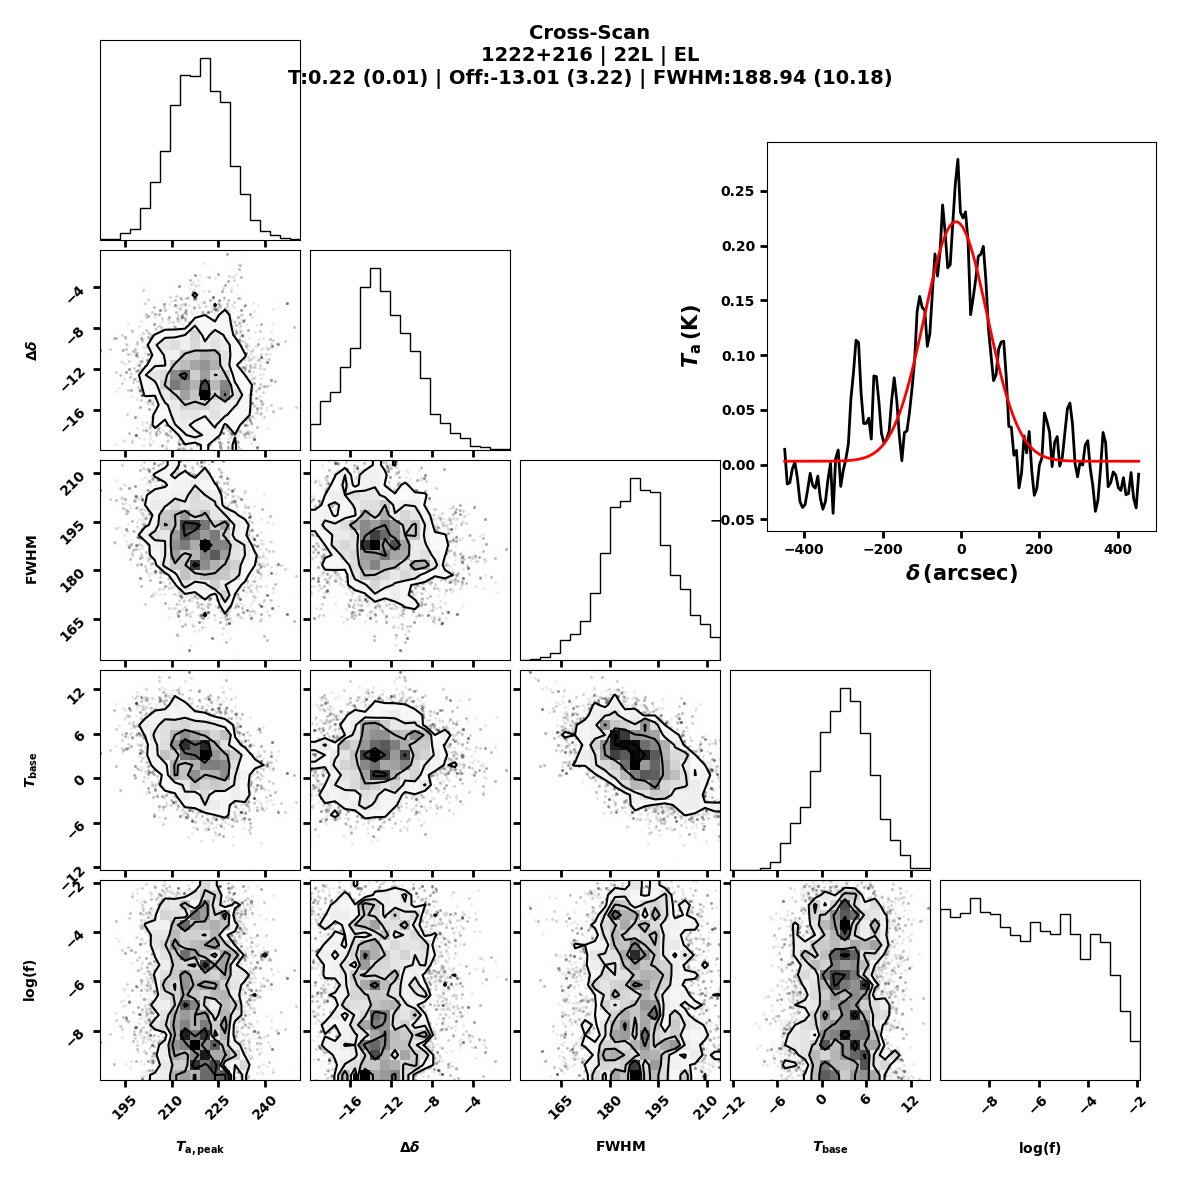 Cross-Scan
1222+216 | 22L | EL
T:0.22 (0.01) | Off:-13.01 (3.22) | FWHM:188.94 (10.18)
0.25
0.20
0.15
0.10
0.05
0.00
−0.05
T_a (K)
−400 −200 0 200 400
δ (arcsec)
Δδ
−4
−8
−12
−16
FWHM
210
195
180
165
T_base
12
6
0
−6
−12
log(f)
−2
−4
−6
−8
195 210 225 240
−16 −12 −8 −4
165 180 195 210
−12 −6 0 6 12
−8 −6 −4 −2
T_a,peak
Δδ
FWHM
T_base
log(f)